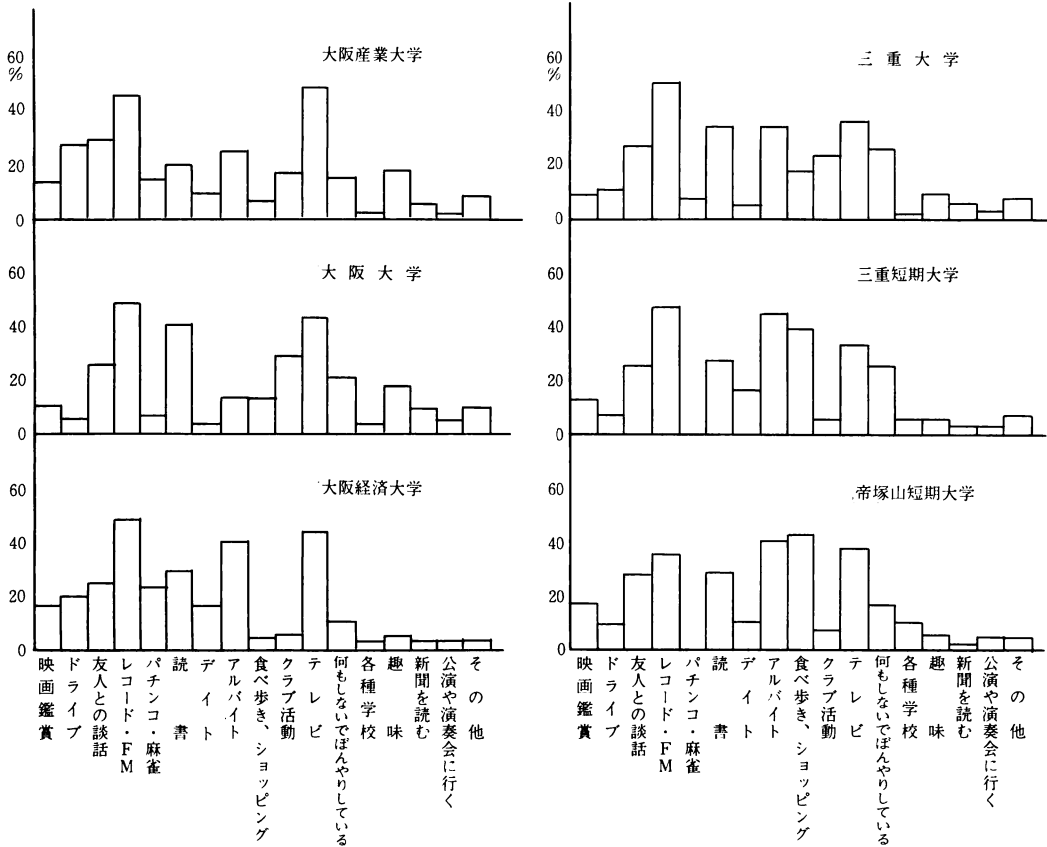 大阪産業大学
60
%
40
20
0
三重大学
60
%
40
20
0
大阪大学
60
40
20
0
三重短期大学
60
40
20
0
大阪経済大学
60
40
20
0
帝塚山短期大学
60
40
20
0
映画鑑賞
ドライブ
友人との談話
レコード・FM
パチンコ・麻雀
読書
デイト
アルバイト
食べ歩き、ショッピング
クラブ活動
テレビ
何もしないでぼんやりしている
各種学校
趣味
新聞を読む
公演や演奏会に行く
その他
映画鑑賞
ドライブ
友人との談話
レコード・FM
パチンコ・麻雀
読書
デイト
アルバイト
食べ歩き、ショッピング
クラブ活動
テレビ
何もしないでぼんやりしている
各種学校
趣味
新聞を読む
公演や演奏会に行く
その他